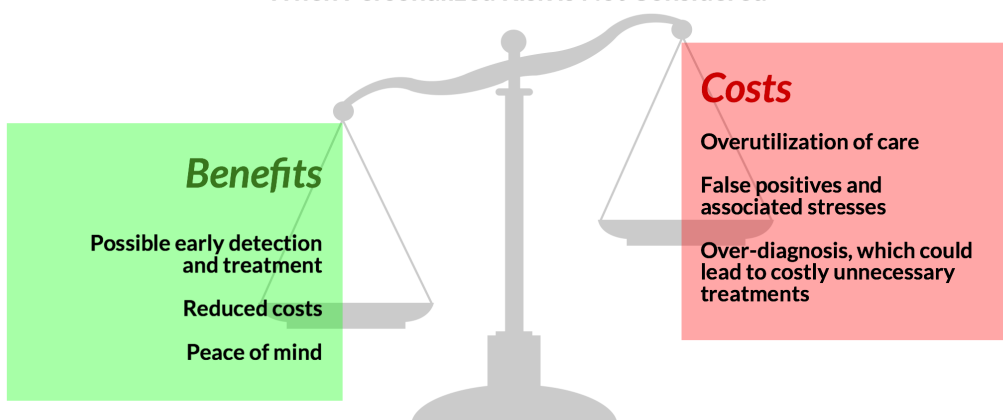 Benefits
Possible early detection
and treatment
Reduced costs
Peace of mind
Costs
Overutilization of care
False positives and
associated stresses
Over-diagnosis, which could
lead to costly unnecessary
treatments